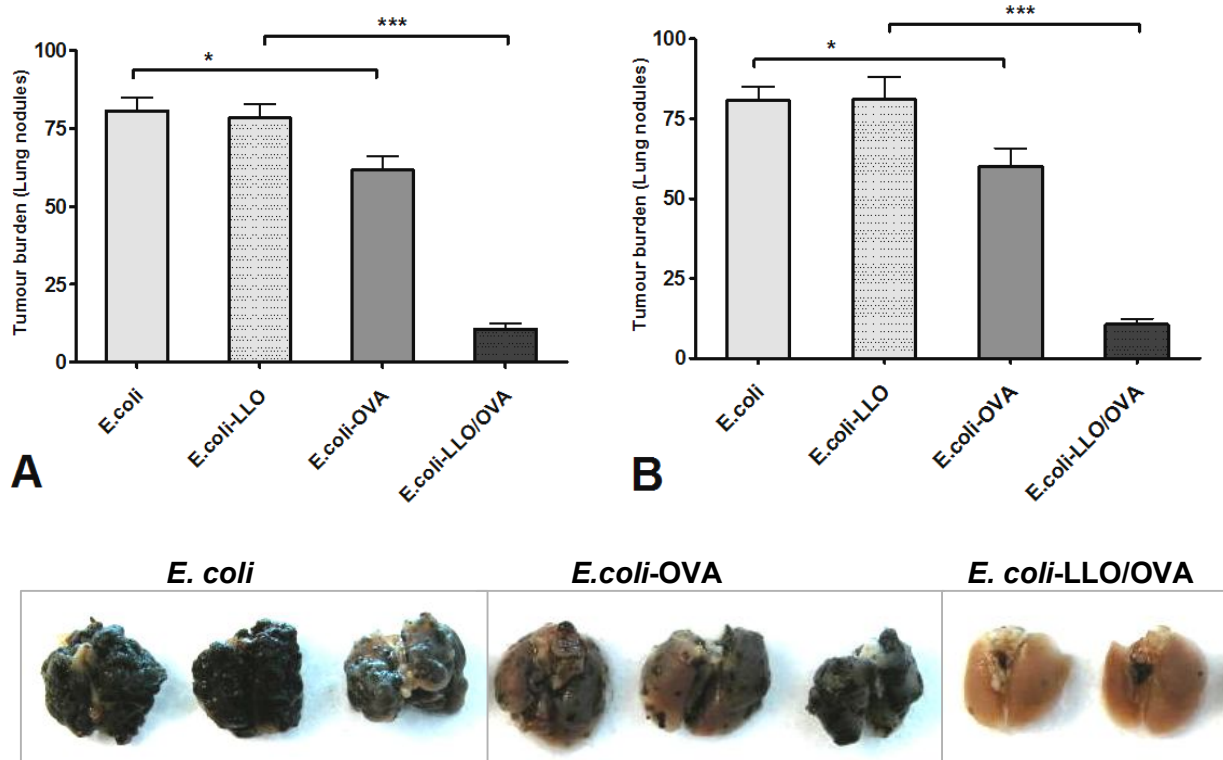 ***
*
100
75
50
25
0
Tumour burden (Lung nodules)
E.coli
E.coli-LLO
E.coli-OVA
E.coli-LLO/OVA
A
***
*
100
75
50
25
0
Tumour burden (Lung nodules)
E.coli
E.coli-LLO
E.coli-OVA
E.coli-LLO/OVA
B
E. coli
E.coli-OVA
E. coli-LLO/OVA